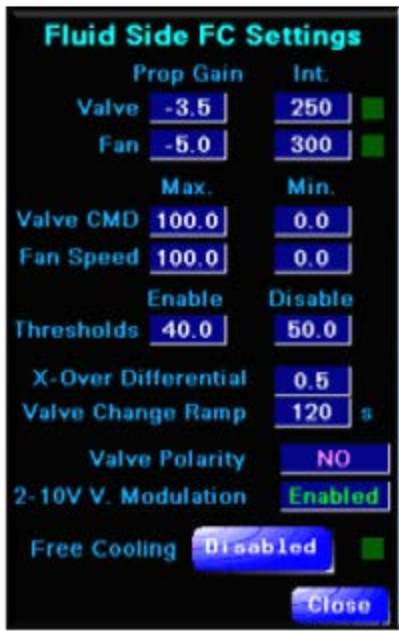 Fluid Side FC Settings
Prop Gain Int.
Valve -3.5 250
Fan -5.0 300
Max. Min.
Valve CMD 100.0 0.0
Fan Speed 100.0 0.0
Enable Disable
Thresholds 40.0 50.0
X-Over Differential 0.5
Valve Change Ramp 120 s
Valve Polarity NO
2-10V V. Modulation Enabled
Free Cooling Disabled
Close